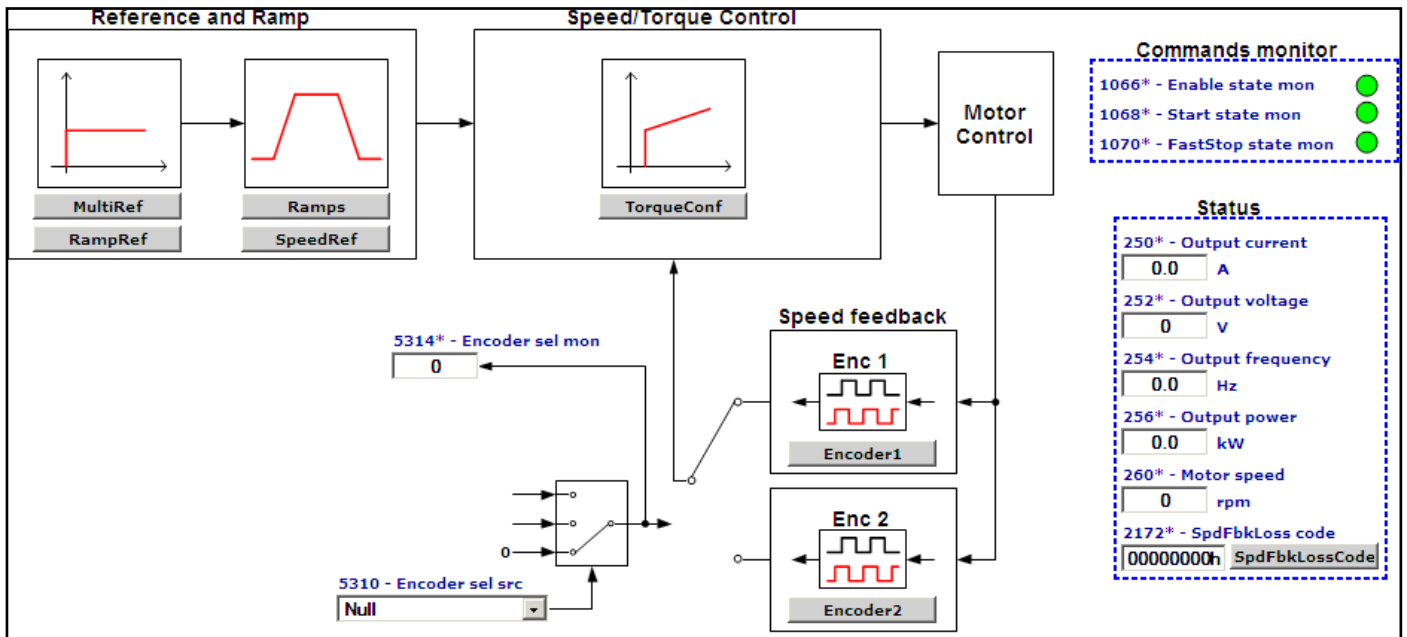 Reference and Ramp
MultiRef
RampRef
Ramps
SpeedRef
Speed/Torque Control
TorqueConf
Motor
Control
Commands monitor
1066* - Enable state mon
1068* - Start state mon
1070* - FastStop state mon
Status
250* - Output current
0.0 A
252* - Output voltage
0 V
254* - Output frequency
0.0 Hz
256* - Output power
0.0 kW
260* - Motor speed
0 rpm
2172* - SpdFbkLoss code
00000000h SpdFbkLossCode
Speed feedback
Enc 1
Encoder1
Enc 2
Encoder2
5314* - Encoder sel mon
0
0
5310 - Encoder sel src
Null